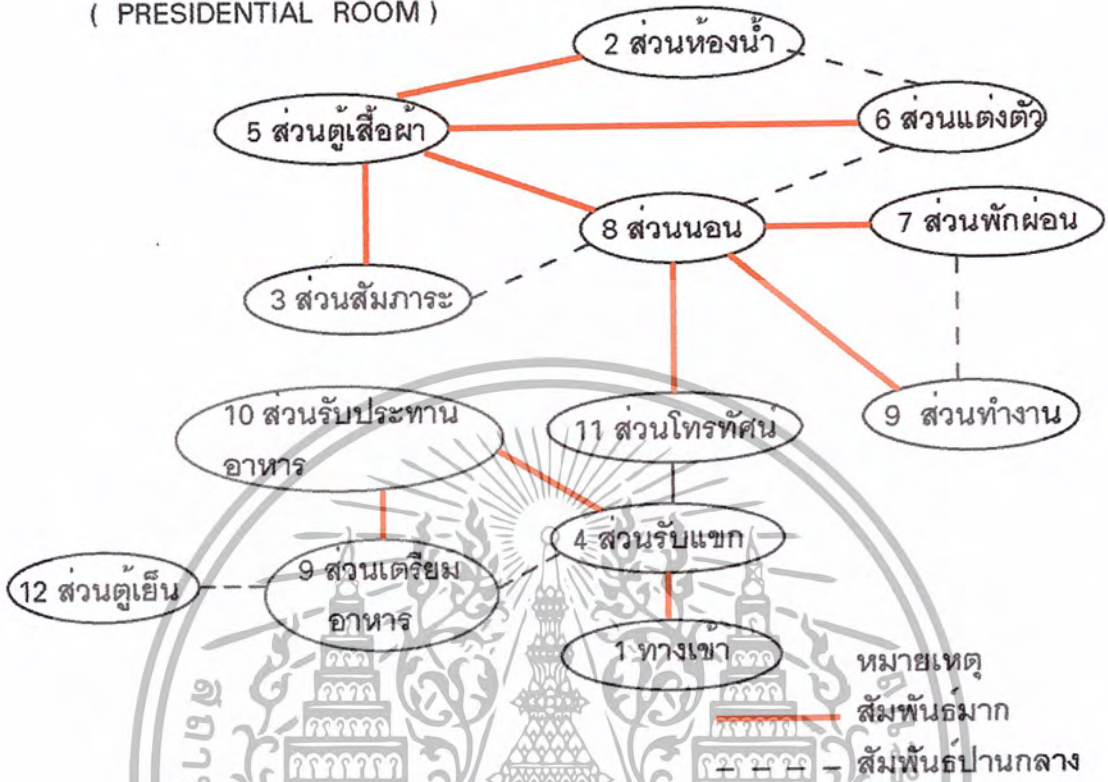 ( PRESIDENTIAL ROOM )
2 ส่วนห้องน้ำ
5 ส่วนตู้เสื้อผ้า
6 ส่วนแต่งตัว
8 ส่วนนอน
7 ส่วนพักผ่อน
3 ส่วนสัมภาระ
10 ส่วนรับประทาน
อาหาร
11 ส่วนโทรทัศน์
9 ส่วนทำงาน
4 ส่วนรับแขก
12 ส่วนตู้เย็น
9 ส่วนเตรียม
อาหาร
1 ทางเข้า
หมายเหตุ
สัมพันธ์มาก
สัมพันธ์ปานกลาง